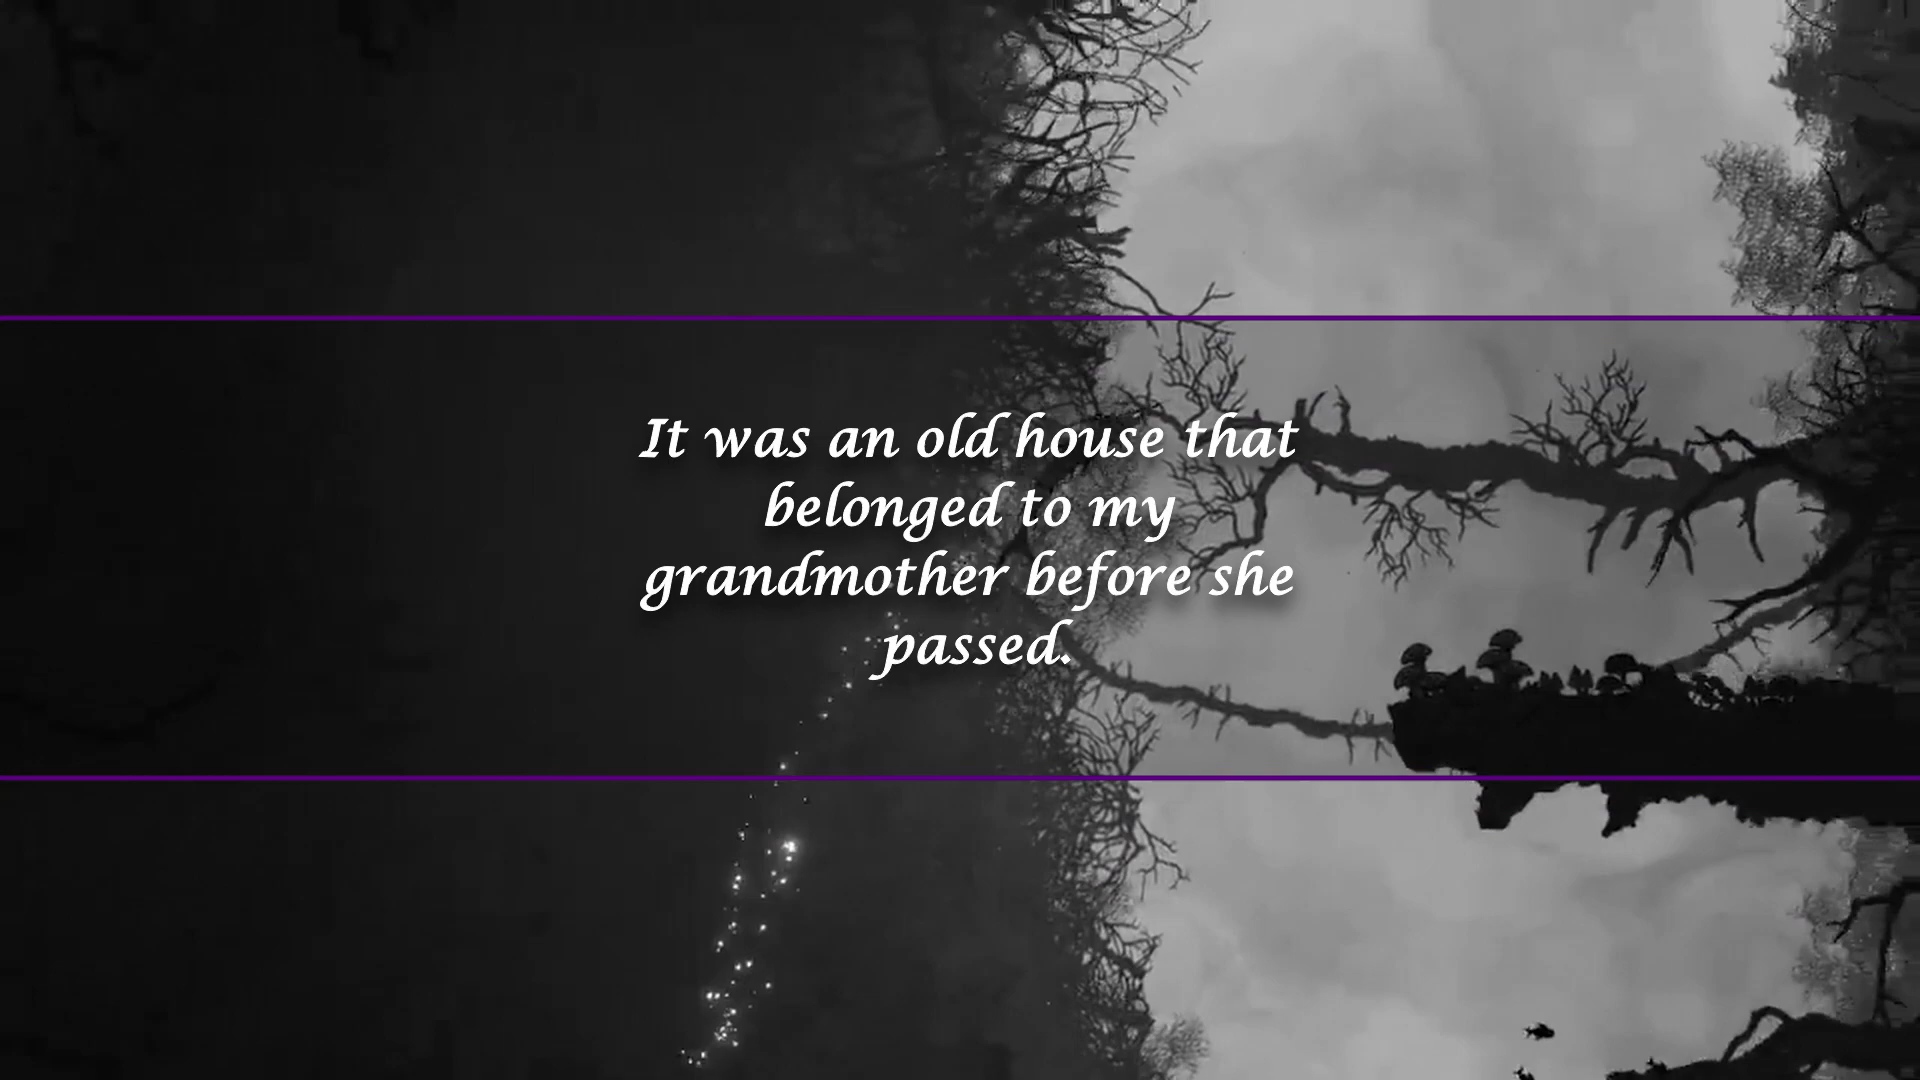 It was an old house that
belonged to my
grandmother before she
passed.